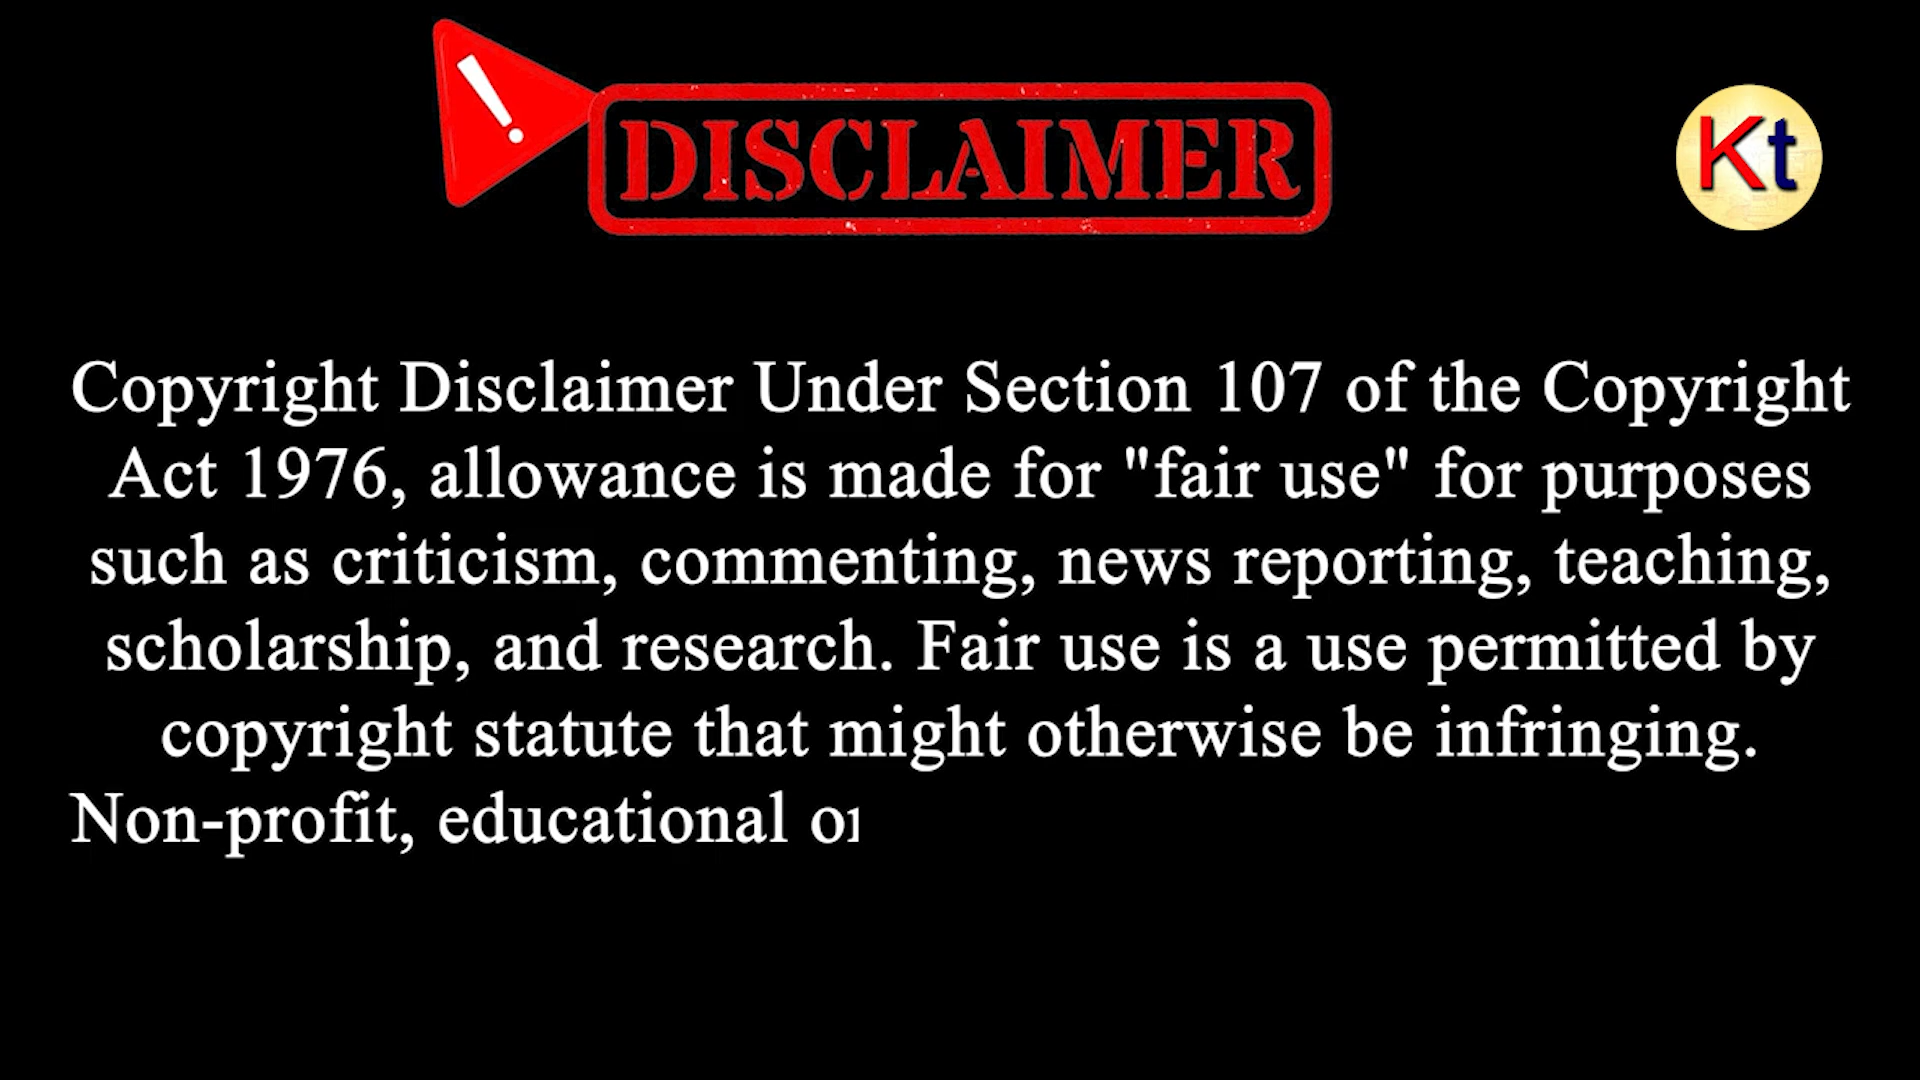 !
DISCLAIMER
Kt
Copyright Disclaimer Under Section 107 of the Copyright
Act 1976, allowance is made for "fair use" for purposes
such as criticism, commenting, news reporting, teaching,
scholarship, and research. Fair use is a use permitted by
copyright statute that might otherwise be infringing.
Non-profit, educational